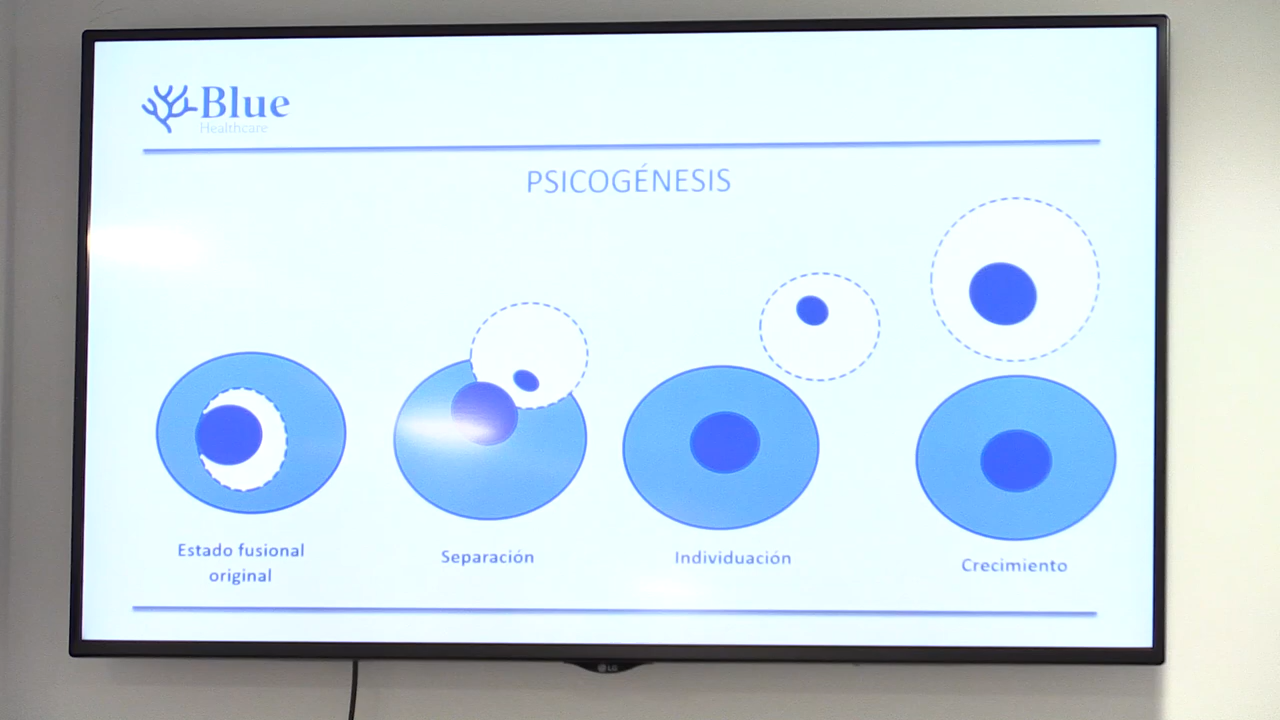 Blue
Healthcare
PSICOGÉNESIS
Estado fusional
original
Separación
Individuación
Crecimiento
LG